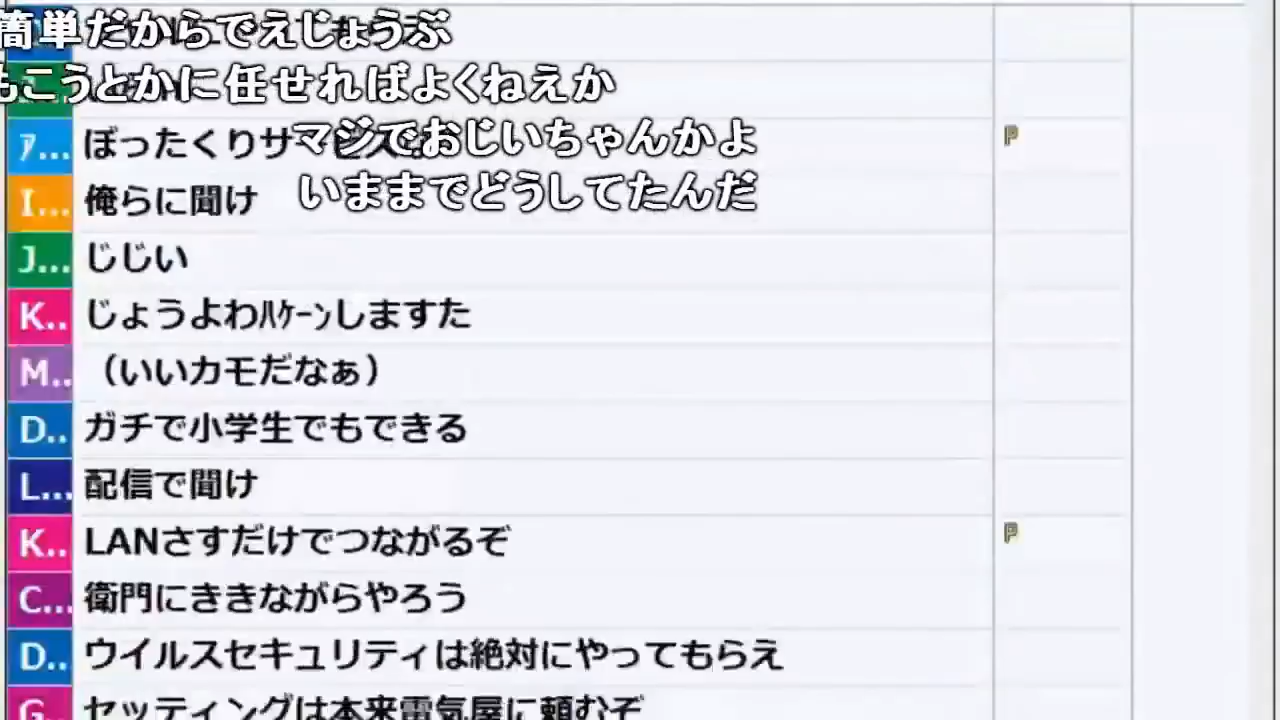 簡単だからでえじょうぶ
もこうとかに任せればよくねえか
ア... ぼったくりサービスだ P
マジでおじいちゃんかよ
I... 俺らに聞け
いままでどうしてたんだ
J... じじい
K.. じょうよわﾊｹｰﾝしますた
M.. （いいカモだなぁ）
D.. ガチで小学生でもできる
L... 配信で聞け
K.. LANさすだけでつながるぞ P
C... 衛門にききながらやろう
D.. ウイルスセキュリティは絶対にやってもらえ
G.. セッティングは本来電気屋に頼むぞ